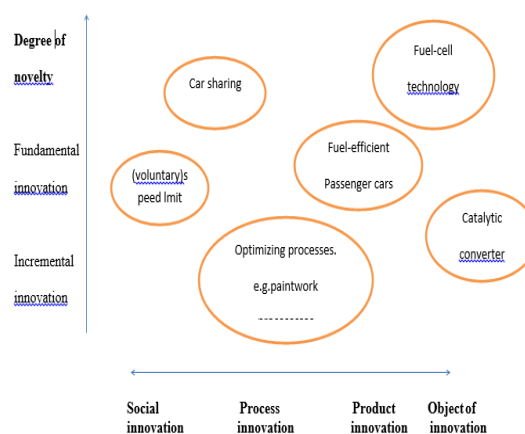 Degree of
novelty
Fundamental
innovation
Incremental
innovation
Car sharing
Fuel-cell
technology
(voluntary)s
peed lmit
Fuel-efficient
Passenger cars
Catalytic
converter
Optimizing processes.
e.g.paintwork
Social
innovation
Process
innovation
Product
innovation
Object of
innovation